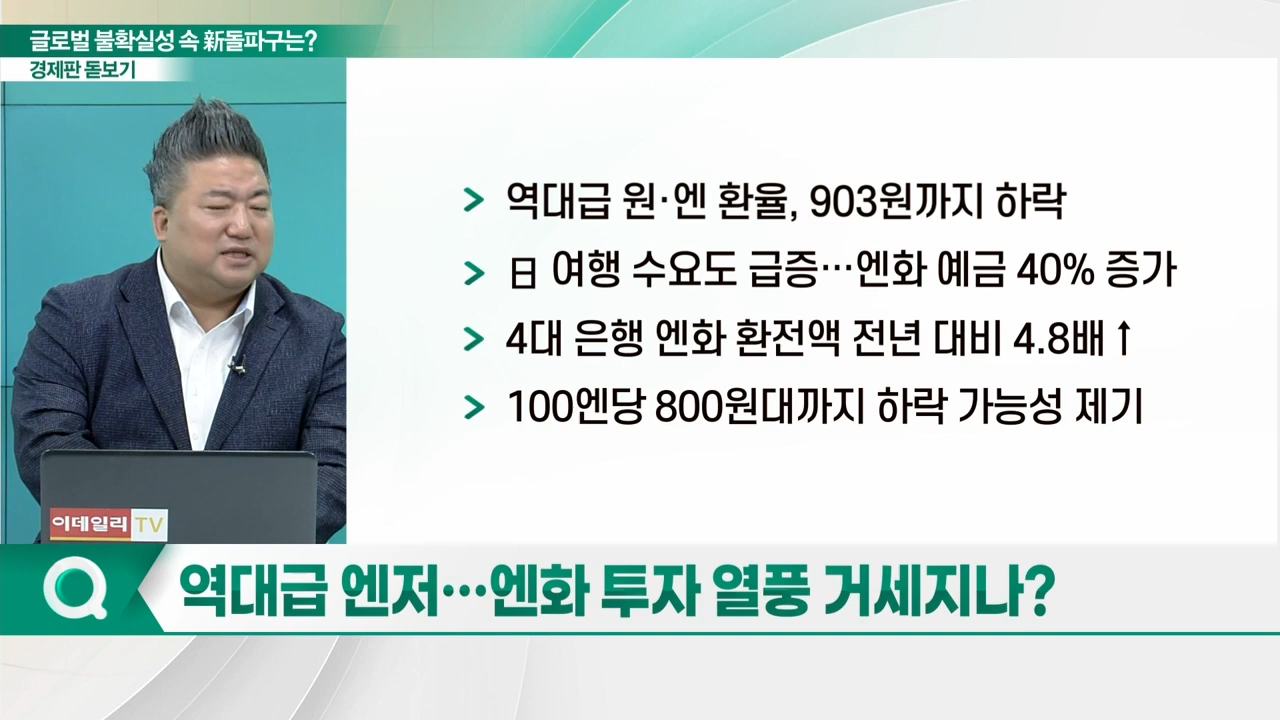 글로벌 불확실성 속 新돌파구는?
경제판 돋보기
> 역대급 원·엔 환율, 903원까지 하락
> 日 여행 수요도 급증…엔화 예금 40% 증가
> 4대 은행 엔화 환전액 전년 대비 4.8배↑
> 100엔당 800원대까지 하락 가능성 제기
이데일리TV
Q 역대급 엔저…엔화 투자 열풍 거세지나?